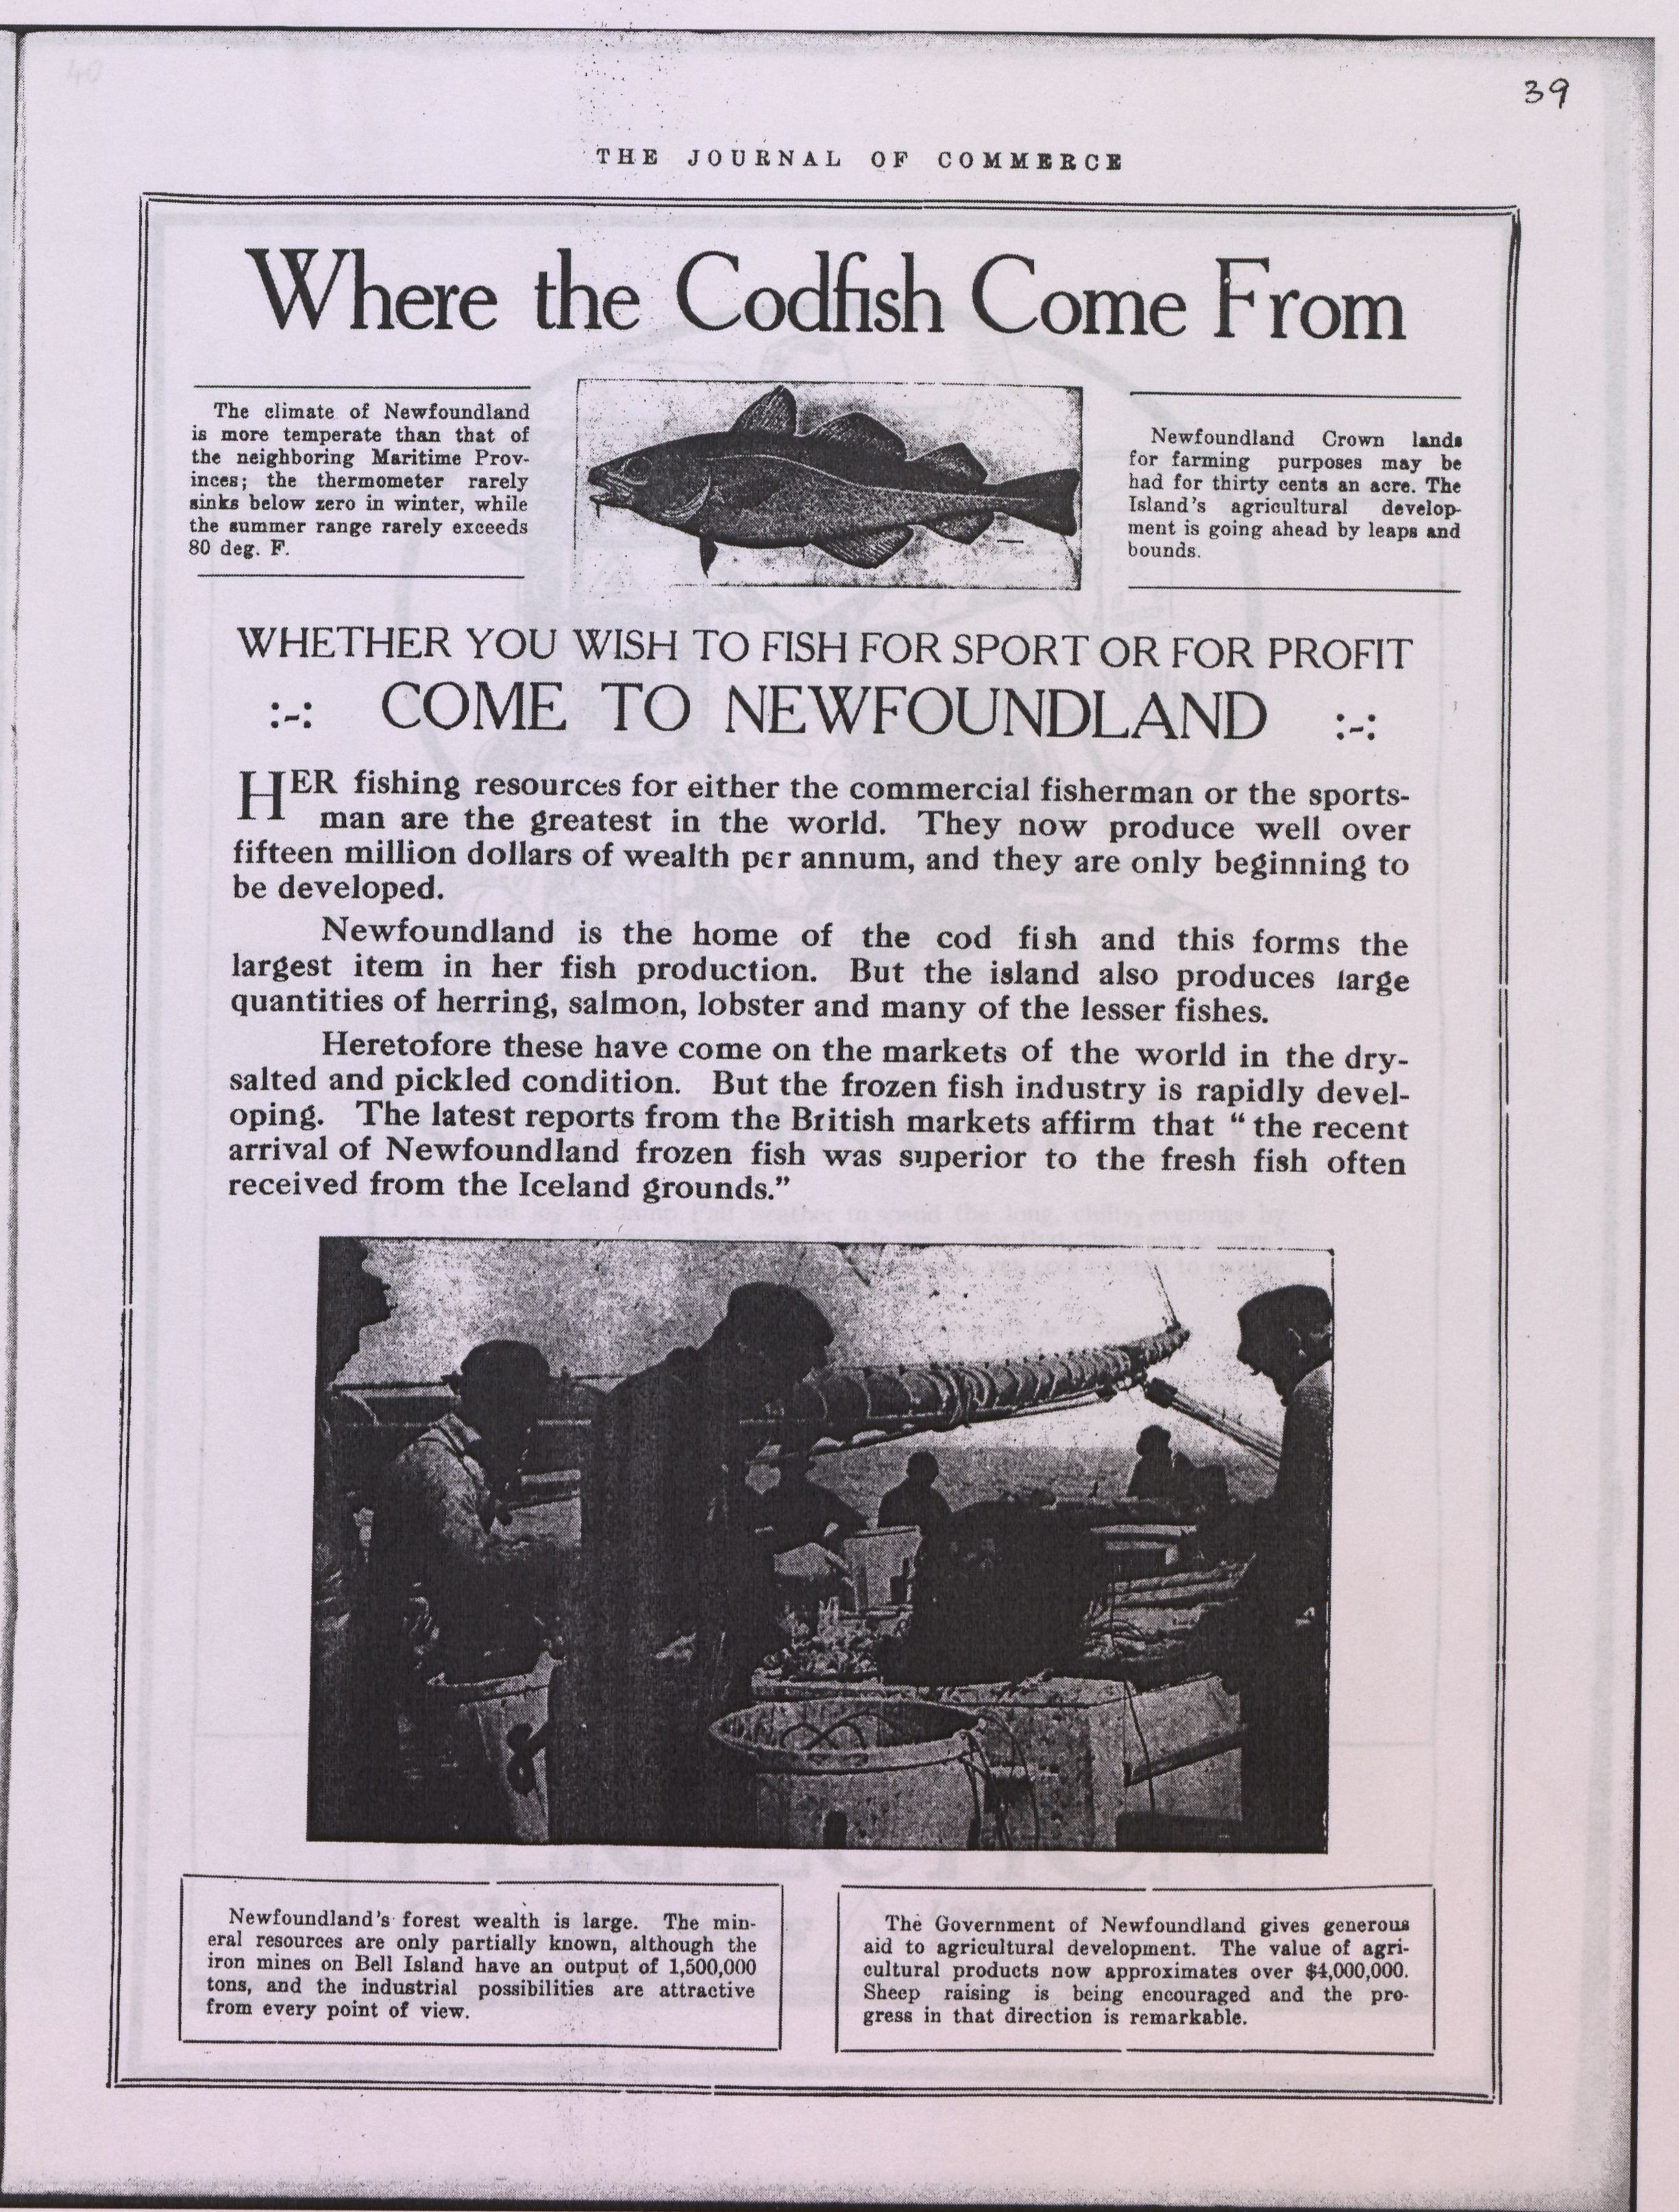 40
39
THE JOURNAL OF COMMERCE
Where the Codfish Come From
The climate of Newfoundland
is more temperate than that of
the neighboring Maritime Prov-
inces; the thermometer rarely
sinks below zero in winter, while
the summer range rarely exceeds
80 deg. F.
Newfoundland Crown lands
for farming purposes may be
had for thirty cents an acre. The
Island's agricultural develop-
ment is going ahead by leaps and
bounds.
WHETHER YOU WISH TO FISH FOR SPORT OR FOR PROFIT
:-: COME TO NEWFOUNDLAND :-:
HER fishing resources for either the commercial fisherman or the sports-
man are the greatest in the world. They now produce well over
fifteen million dollars of wealth per annum, and they are only beginning to
be developed.
Newfoundland is the home of the cod fish and this forms the
largest item in her fish production. But the island also produces large
quantities of herring, salmon, lobster and many of the lesser fishes.
Heretofore these have come on the markets of the world in the dry-
salted and pickled condition. But the frozen fish industry is rapidly devel-
oping. The latest reports from the British markets affirm that "the recent
arrival of Newfoundland frozen fish was superior to the fresh fish often
received from the Iceland grounds."
Newfoundland's forest wealth is large. The min-
eral resources are only partially known, although the
iron mines on Bell Island have an output of 1,500,000
tons, and the industrial possibilities are attractive
from every point of view.
The Government of Newfoundland gives generous
aid to agricultural development. The value of agri-
cultural products now approximates over $4,000,000.
Sheep raising is being encouraged and the pro-
gress in that direction is remarkable.